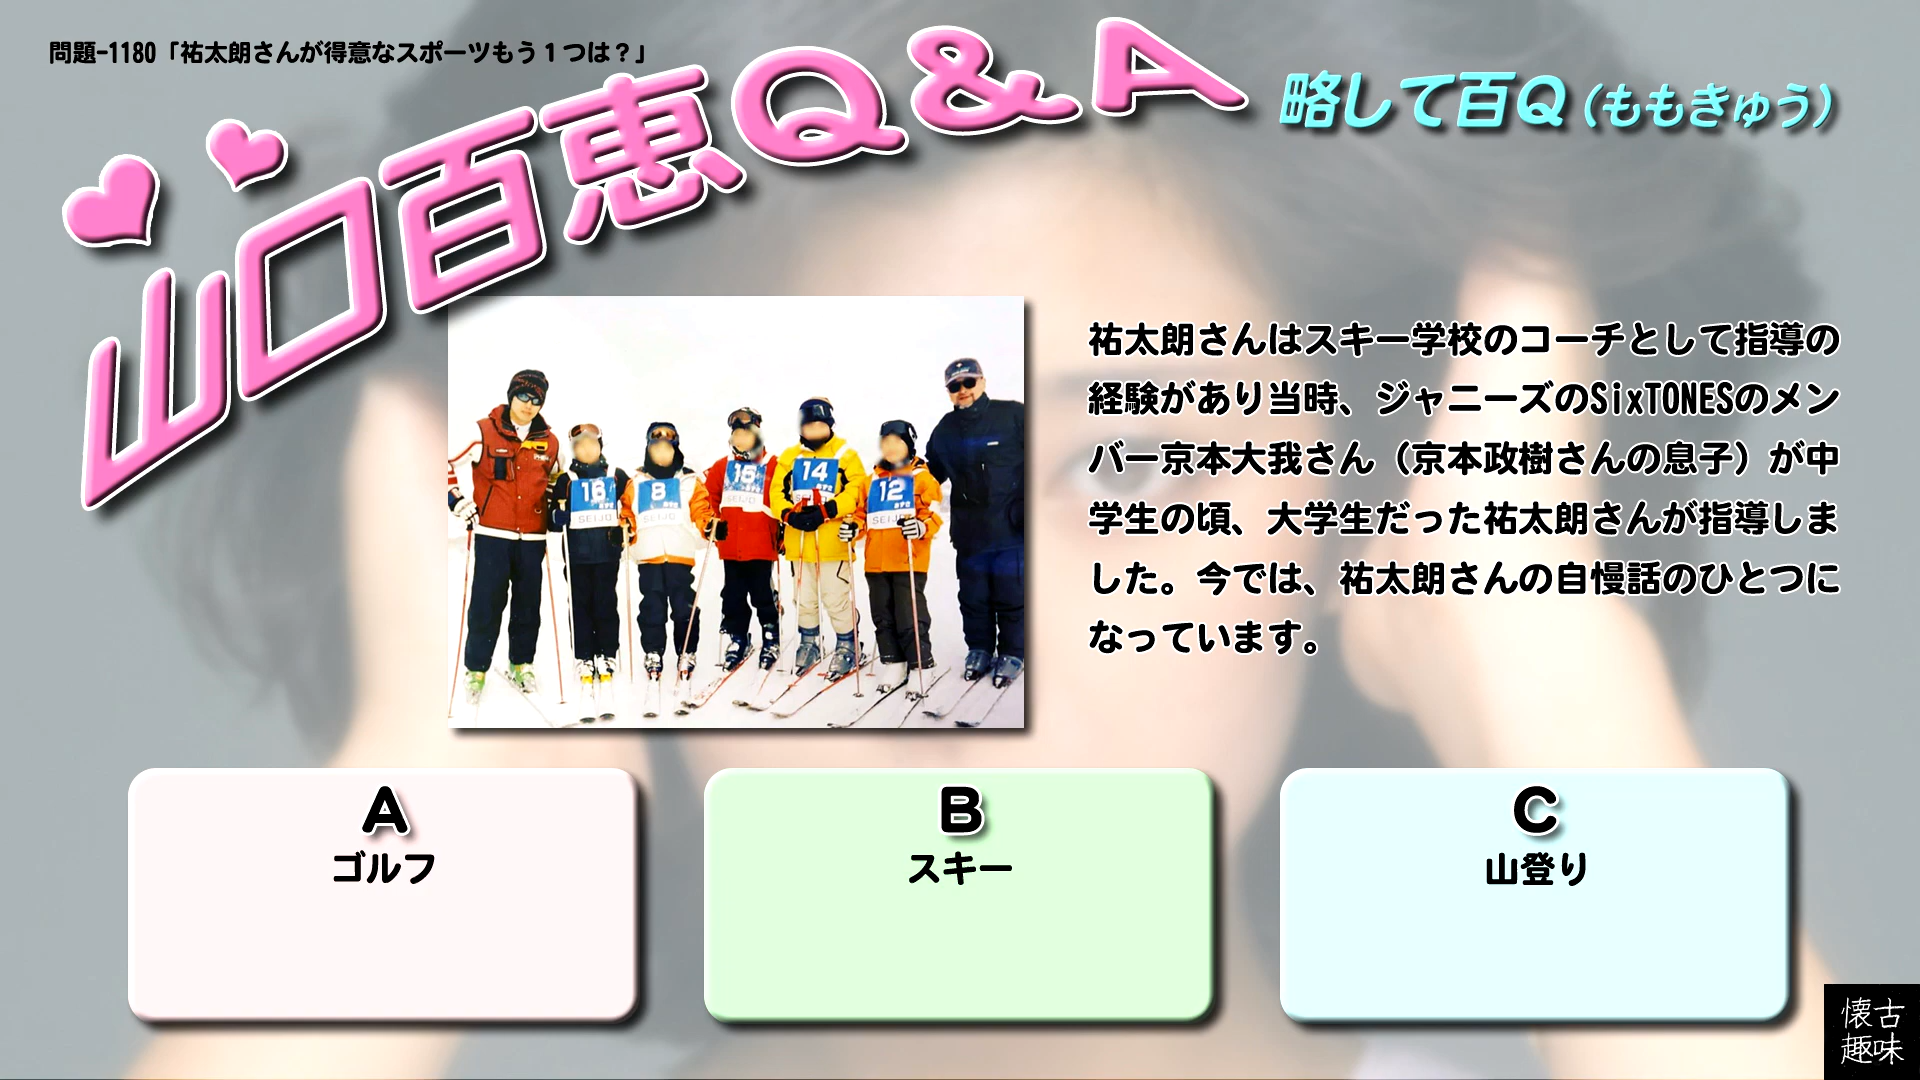 問題-1180「祐太朗さんが得意なスポーツもう１つは？」
山口百恵Q&A
略して百Q（ももきゅう）
祐太朗さんはスキー学校のコーチとして指導の
経験があり当時、ジャニーズのSixTONESのメン
バー京本大我さん（京本政樹さんの息子）が中
学生の頃、大学生だった祐太朗さんが指導しま
した。今では、祐太朗さんの自慢話のひとつに
なっています。
16
SEIJO
8
SEIJO
15
14
12
SEIJO
A
ゴルフ
B
スキー
C
山登り
懐古
趣味